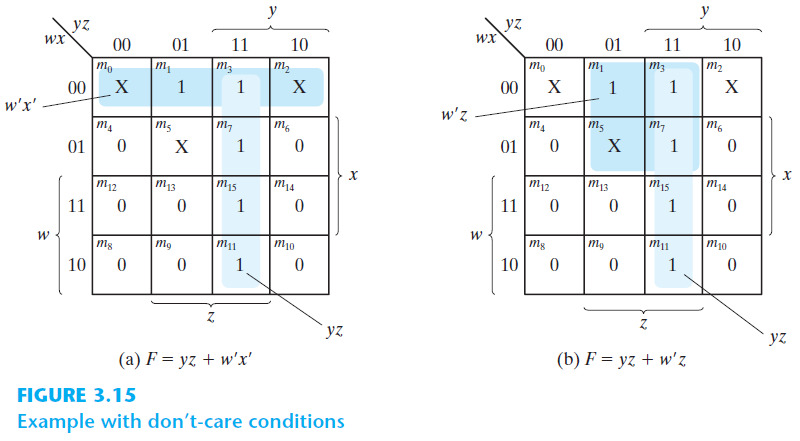 yz
wx
y
00 01 11 10
w'x'
00
m0 X m1 1 m3 1 m2 X
01
m4 0 m5 X m7 1 m6 0
x
w
11
m12 0 m13 0 m15 1 m14 0
10
m8 0 m9 0 m11 1 m10 0
z
yz
(a) F = yz + w'x'
yz
wx
y
00 01 11 10
w'z
00
m0 X m1 1 m3 1 m2 X
01
m4 0 m5 X m7 1 m6 0
x
w
11
m12 0 m13 0 m15 1 m14 0
10
m8 0 m9 0 m11 1 m10 0
z
yz
(b) F = yz + w'z
FIGURE 3.15
Example with don't-care conditions